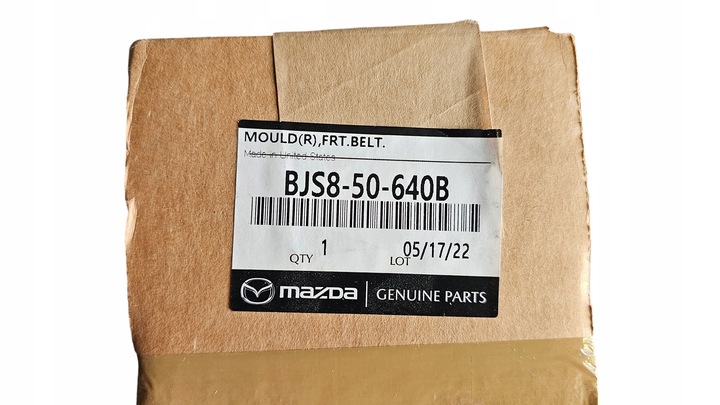 MOULD(R),FRT.BELT.
Made in United States
BJS8-50-640B
QTY 1 LOT 05/17/22
mazda GENUINE PARTS